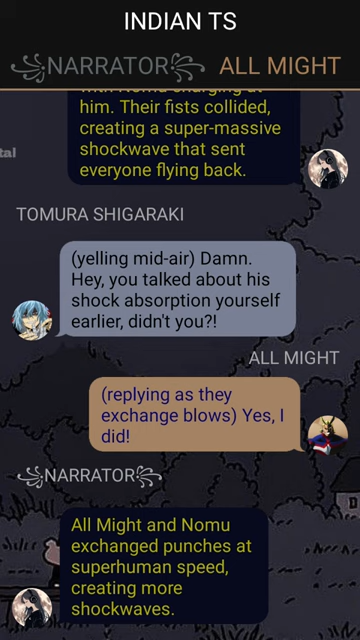 INDIAN TS
NARRATOR ALL MIGHT
him. Their fists collided,
creating a super-massive
shockwave that sent
everyone flying back.
tal
TOMURA SHIGARAKI
(yelling mid-air) Damn.
Hey, you talked about his
shock absorption yourself
earlier, didn't you?!
ALL MIGHT
(replying as they
exchange blows) Yes, I
did!
NARRATOR
All Might and Nomu
exchanged punches at
superhuman speed,
creating more
shockwaves.